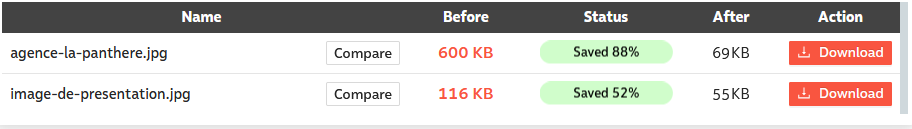 Name Before Status After Action
agence-la-panthere.jpg Compare 600 KB Saved 88% 69KB Download
image-de-presentation.jpg Compare 116 KB Saved 52% 55KB Download